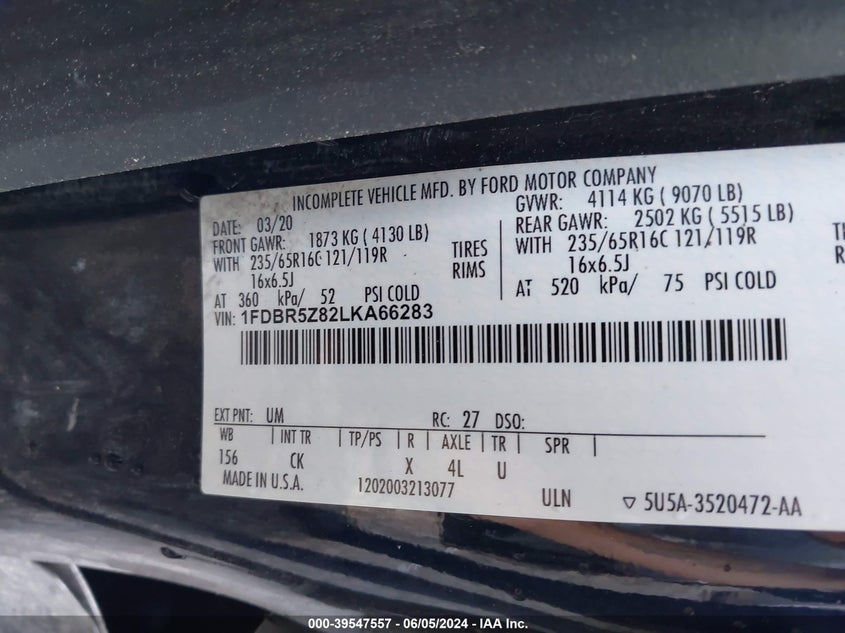 INCOMPLETE VEHICLE MFD. BY FORD MOTOR COMPANY
DATE: 03/20 GVWR: 4114 KG ( 9070 LB)
FRONT GAWR: 1873 KG ( 4130 LB) REAR GAWR: 2502 KG ( 5515 LB)
WITH 235/65R16C 121/119R TIRES WITH 235/65R16C 121/119R
16x6.5J RIMS 16x6.5J
AT 360 kPa/ 52 PSI COLD AT 520 kPa/ 75 PSI COLD
VIN: 1FDBR5Z82LKA66283
EXT PNT: UM RC: 27 DSO:
WB | INT TR | TP/PS | R | AXLE | TR | SPR |
156 CK X 4L U
MADE IN U.S.A. 1202003213077 ULN ▽ 5U5A-3520472-AA
000-39547557 - 06/05/2024 - IAA Inc.